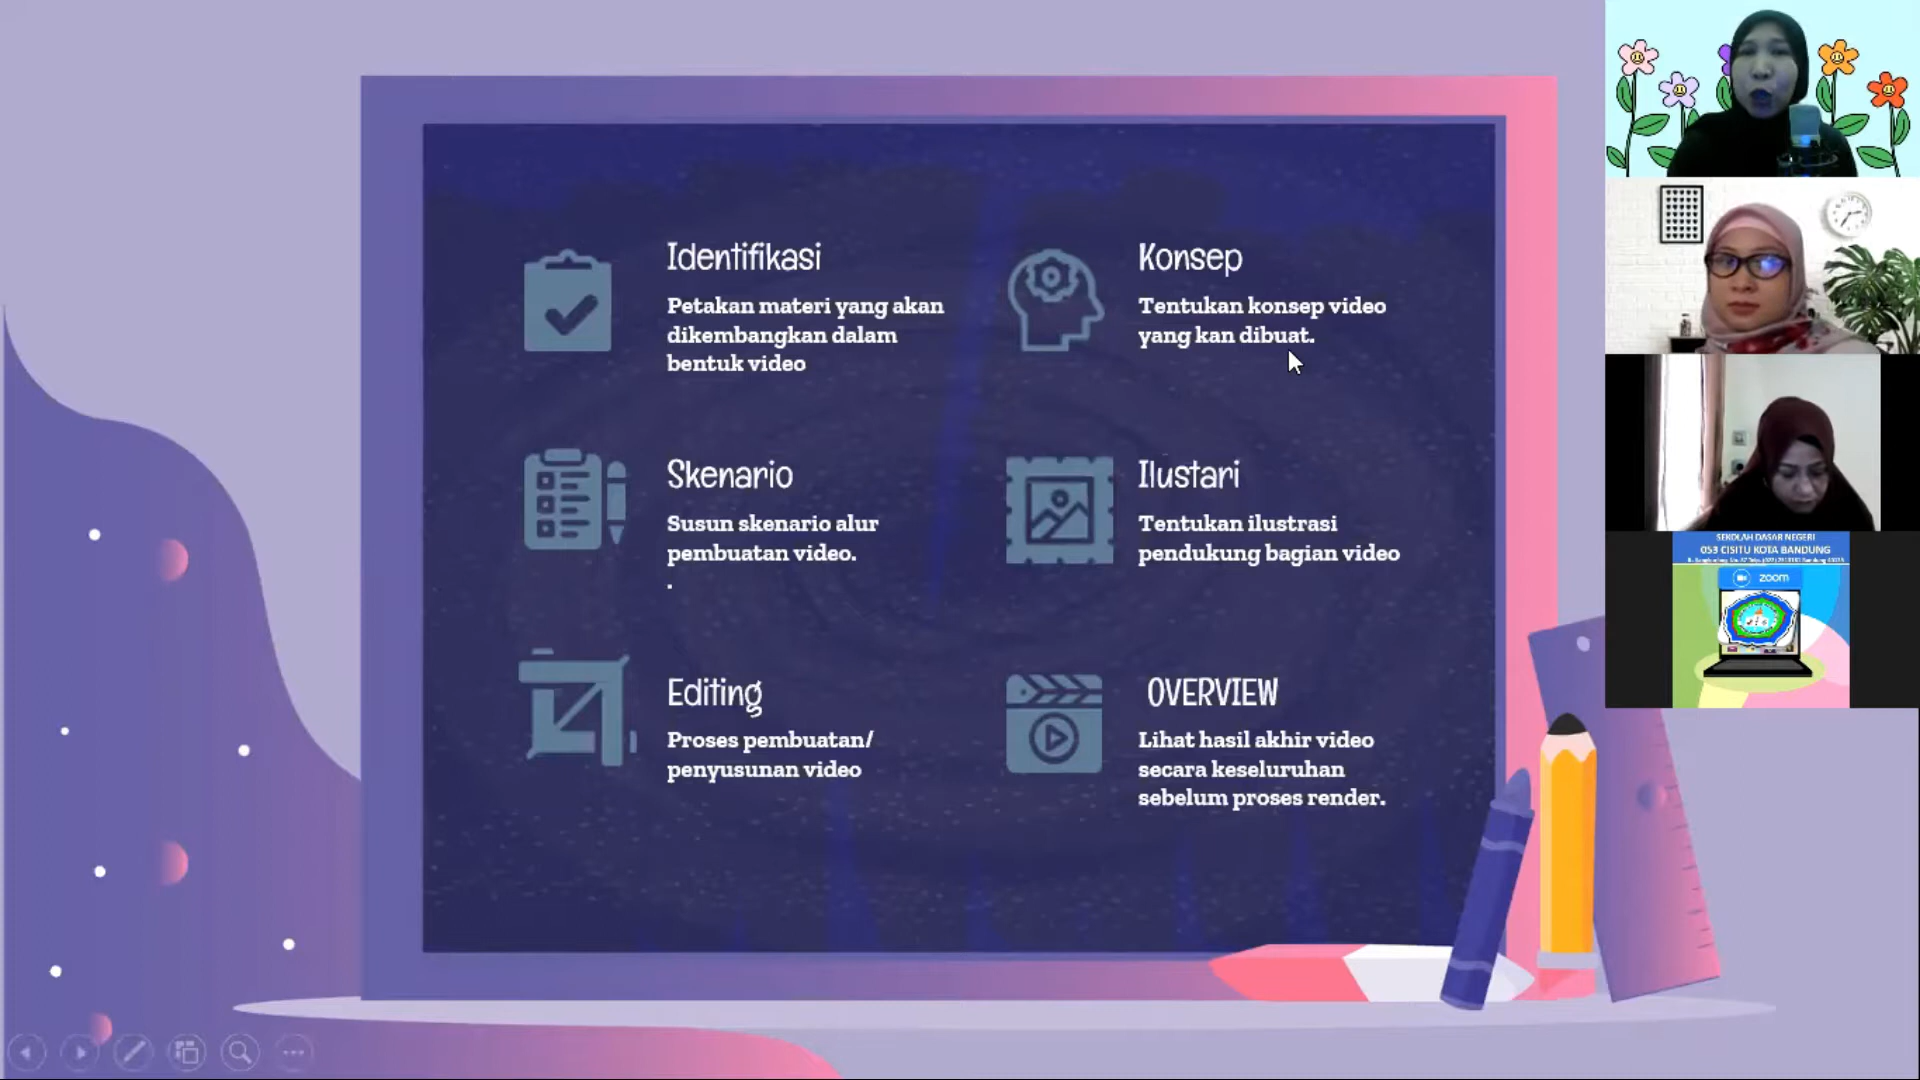 Identifikasi
Petakan materi yang akan
dikembangkan dalam
bentuk video
Konsep
Tentukan konsep video
yang kan dibuat.
Skenario
Susun skenario alur
pembuatan video.
.
Ilustari
Tentukan ilustrasi
pendukung bagian video
Editing
Proses pembuatan/
penyusunan video
OVERVIEW
Lihat hasil akhir video
secara keseluruhan
sebelum proses render.
SEKOLAH DASAR NEGERI
053 CISITU KOTA BANDUNG
zoom